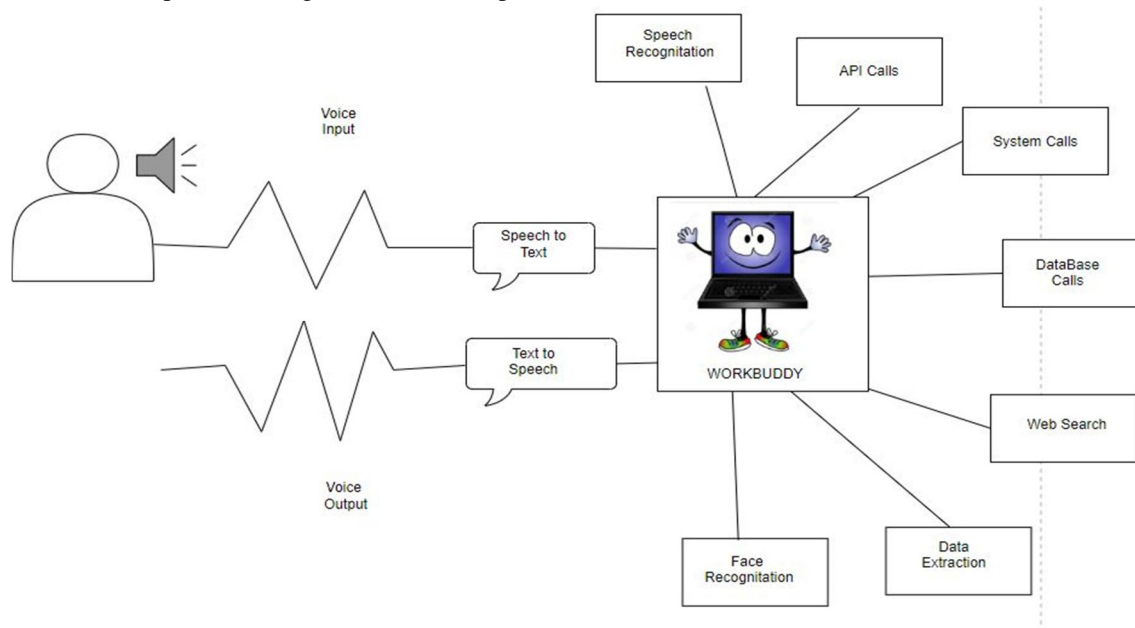 Speech
Recognitation
API Calls
Voice
Input
System Calls
Speech to
Text
DataBase
Calls
Text to
Speech
WORKBUDDY
Web Search
Voice
Output
Data
Extraction
Face
Recognitation